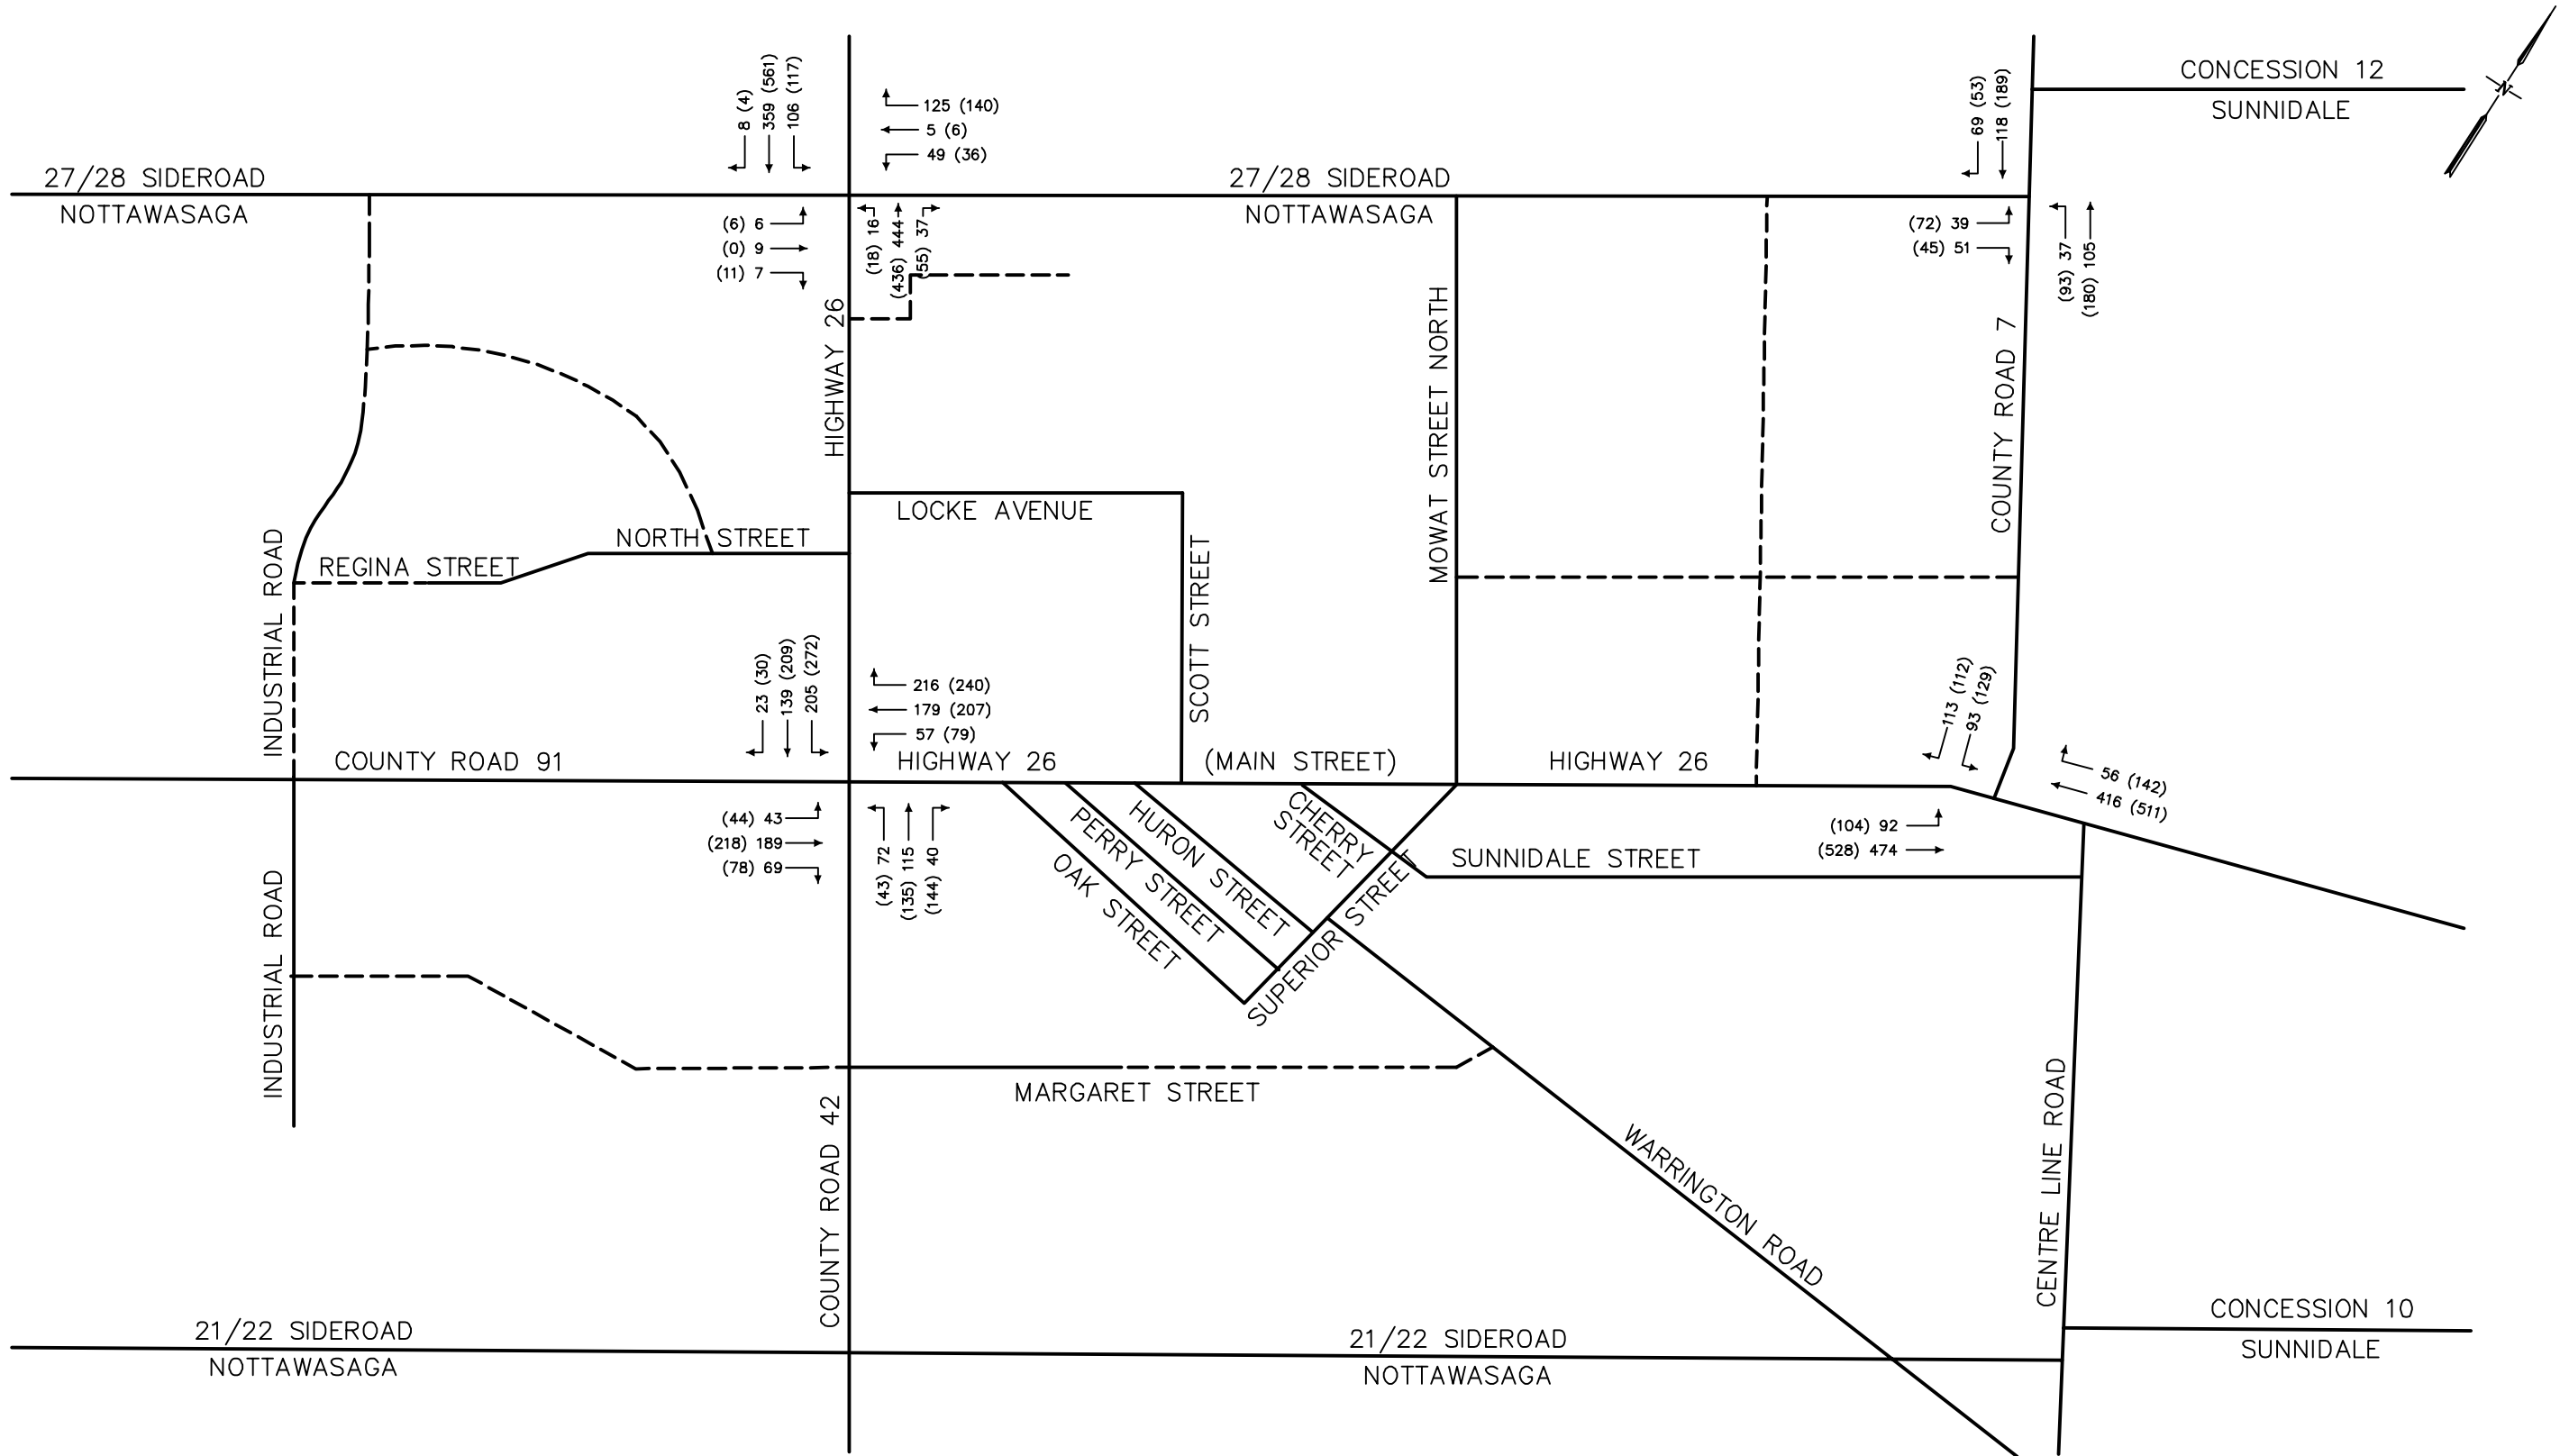 CONCESSION 12
SUNNIDALE
N
8 (4)
359 (561)
106 (117)
125 (140)
5 (6)
49 (36)
69 (53)
118 (189)
27/28 SIDEROAD
NOTTAWASAGA
27/28 SIDEROAD
NOTTAWASAGA
(6) 6
(0) 9
(11) 7
(18) 16
(436) 444
(55) 37
(72) 39
(45) 51
(93) 37
(180) 105
HIGHWAY 26
MOWAT STREET NORTH
COUNTY ROAD 7
LOCKE AVENUE
NORTH STREET
REGINA STREET
INDUSTRIAL ROAD
SCOTT STREET
23 (30)
139 (209)
205 (272)
216 (240)
179 (207)
57 (79)
113 (112)
93 (129)
56 (142)
416 (511)
COUNTY ROAD 91
HIGHWAY 26
(MAIN STREET)
HIGHWAY 26
(44) 43
(218) 189
(78) 69
(43) 72
(135) 115
(144) 40
(104) 92
(528) 474
OAK STREET
PERRY STREET
HURON STREET
CHERRY
STREET
SUPERIOR STREET
SUNNIDALE STREET
INDUSTRIAL ROAD
MARGARET STREET
COUNTY ROAD 42
WARRINGTON ROAD
CENTRE LINE ROAD
21/22 SIDEROAD
NOTTAWASAGA
21/22 SIDEROAD
NOTTAWASAGA
CONCESSION 10
SUNNIDALE